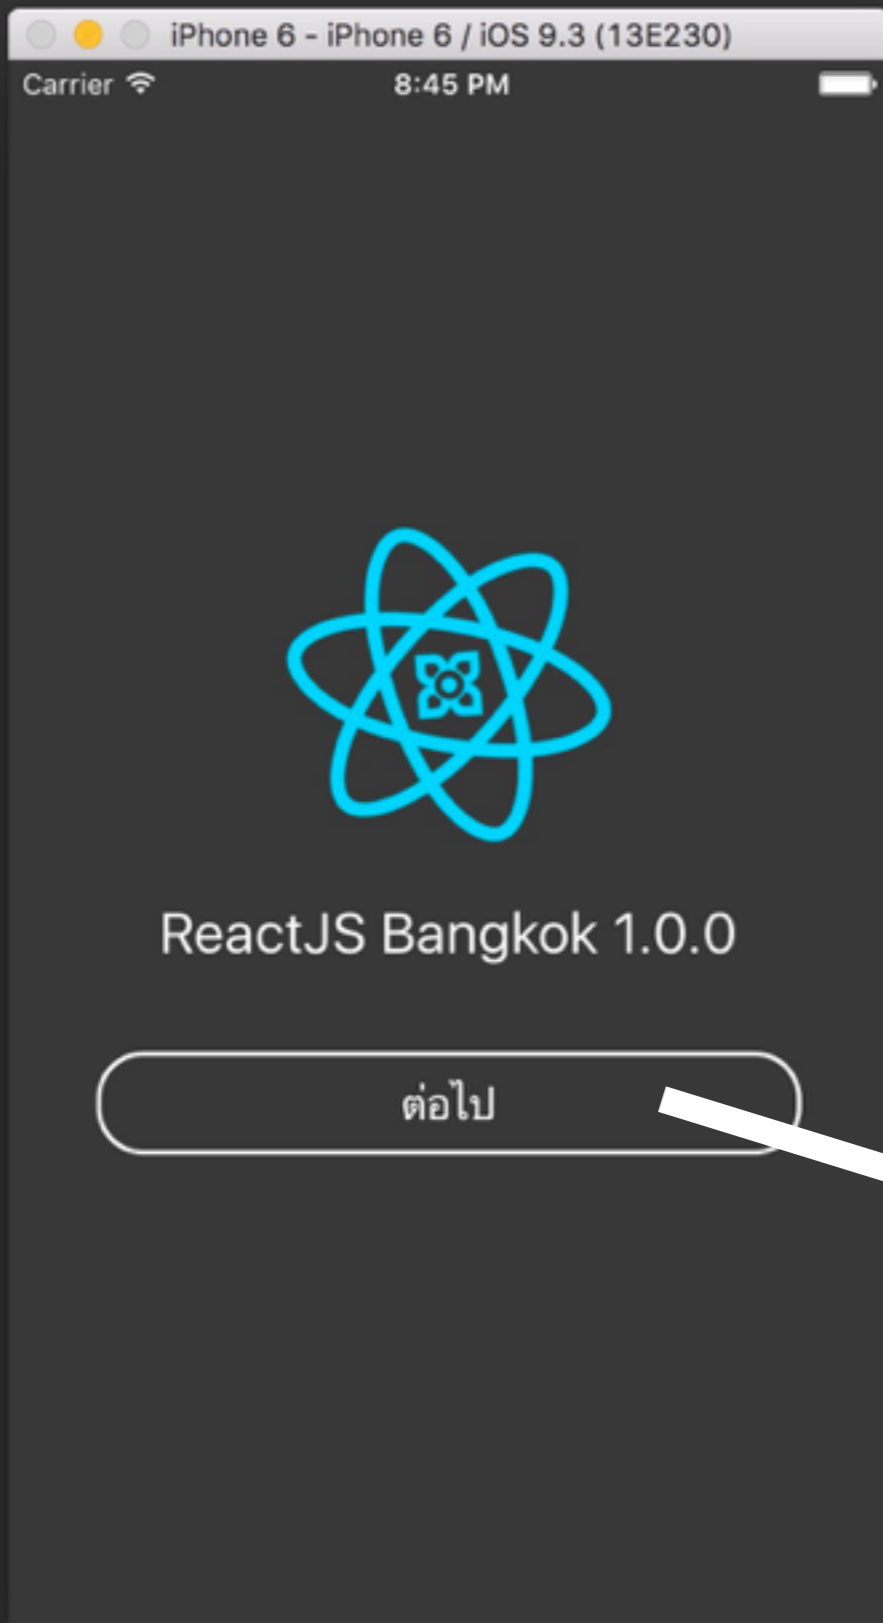 iPhone 6 - iPhone 6 / iOS 9.3 (13E230)
Carrier 8:45 PM
ReactJS Bangkok 1.0.0
ต่อไป